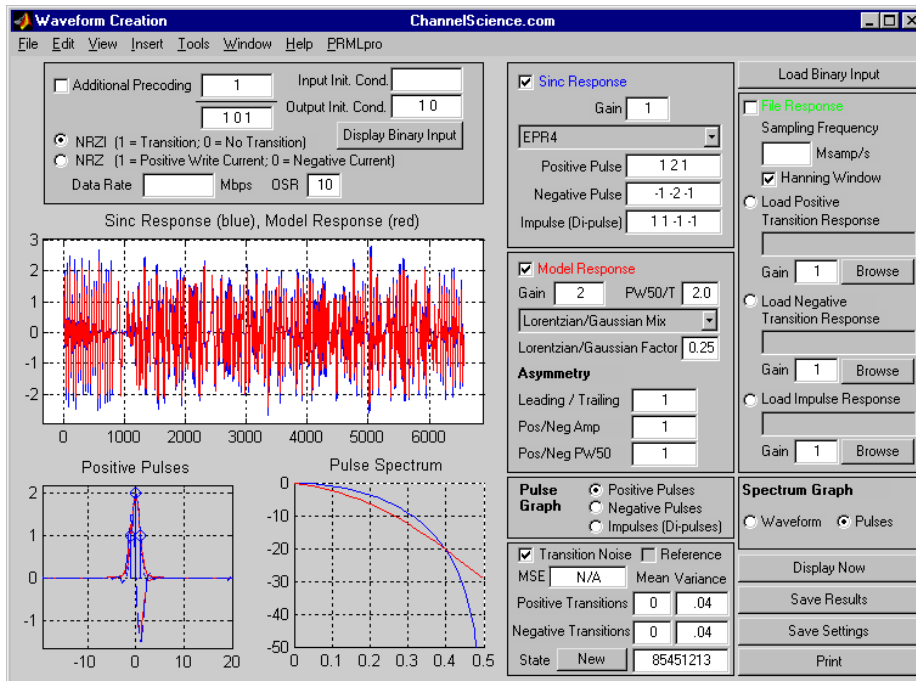 Waveform Creation ChannelScience.com
File Edit View Insert Tools Window Help PRMLpro
Additional Precoding 1
1 0 1
Input Init. Cond.
Output Init. Cond. 1 0
NRZI (1 = Transition; 0 = No Transition)
Display Binary Input
NRZ (1 = Positive Write Current; 0 = Negative Current)
Data Rate Mbps OSR 10
Sinc Response (blue), Model Response (red)
3
2
1
0
-1
-2
0 1000 2000 3000 4000 5000 6000
Positive Pulses
2
1
0
-1
-10 0 10 20
Pulse Spectrum
0
-10
-20
-30
-40
-50
0 0.1 0.2 0.3 0.4 0.5
Sinc Response
Gain 1
EPR4
Positive Pulse 1 2 1
Negative Pulse -1 -2 -1
Impulse (Di-pulse) 1 1 -1 -1
Model Response
Gain 2 PW50/T 2.0
Lorentzian/Gaussian Mix
Lorentzian/Gaussian Factor 0.25
Asymmetry
Leading / Trailing 1
Pos/Neg Amp 1
Pos/Neg PW50 1
Pulse Graph
Positive Pulses
Negative Pulses
Impulses (Di-pulses)
Transition Noise Reference
MSE N/A Mean Variance
Positive Transitions 0 .04
Negative Transitions 0 .04
State New 85451213
Load Binary Input
File Response
Sampling Frequency
Msamp/s
Hanning Window
Load Positive
Transition Response
Gain 1 Browse
Load Negative
Transition Response
Gain 1 Browse
Load Impulse Response
Gain 1 Browse
Spectrum Graph
Waveform Pulses
Display Now
Save Results
Save Settings
Print